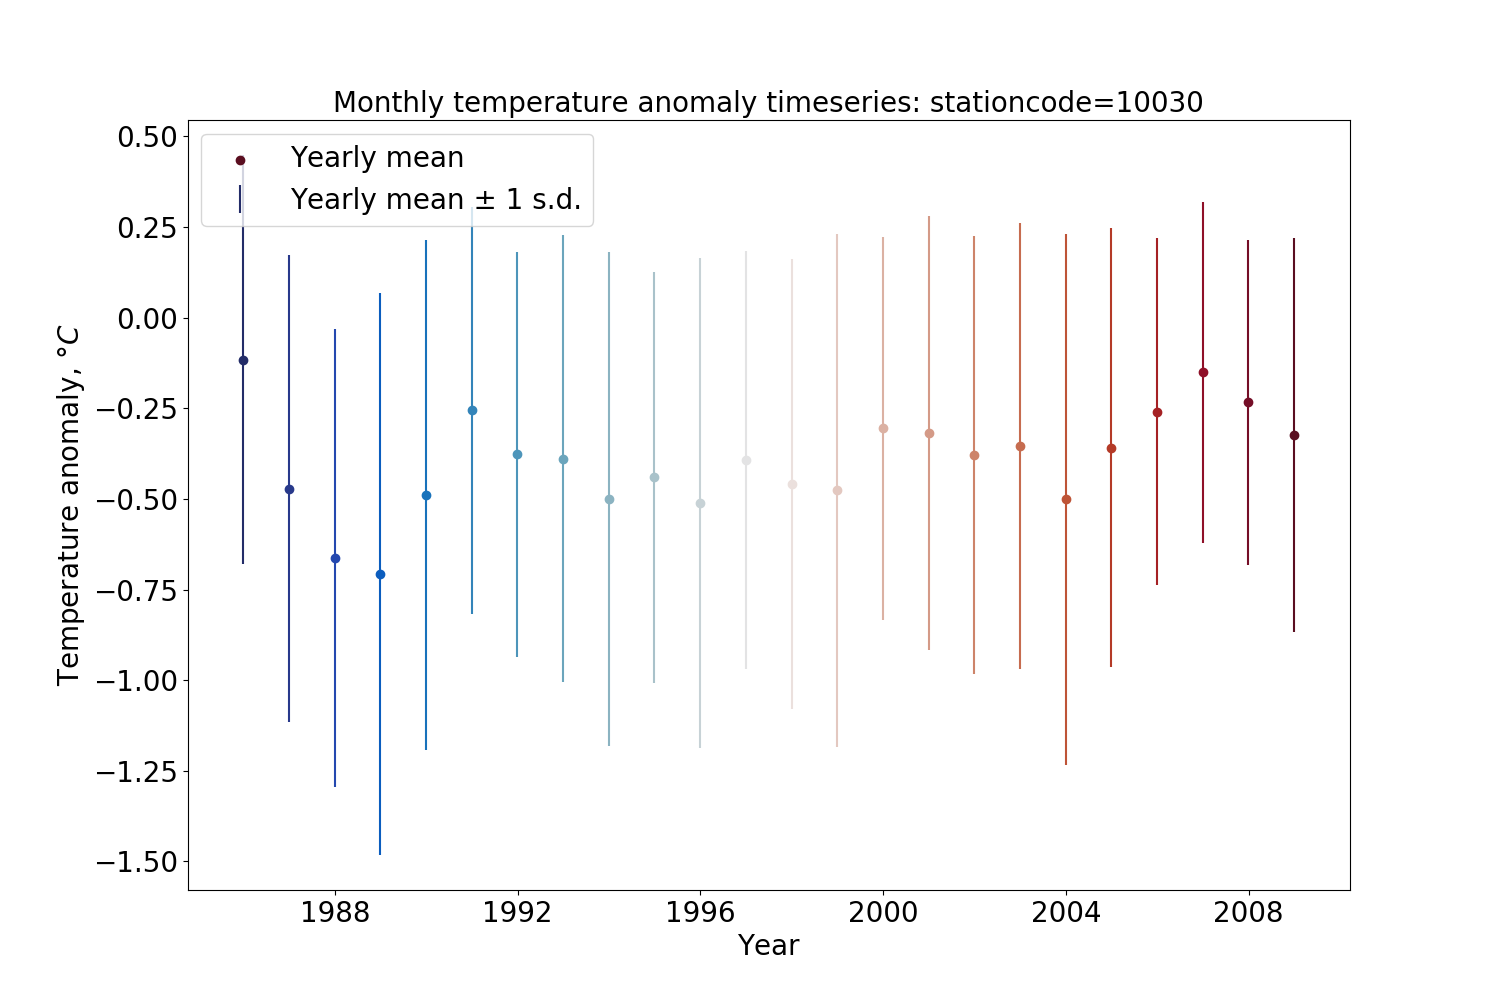 Monthly temperature anomaly timeseries: stationcode=10030
Yearly mean
Yearly mean ± 1 s.d.
0.50
0.25
0.00
−0.25
−0.50
−0.75
−1.00
−1.25
−1.50
Temperature anomaly, °C
1988 1992 1996 2000 2004 2008
Year